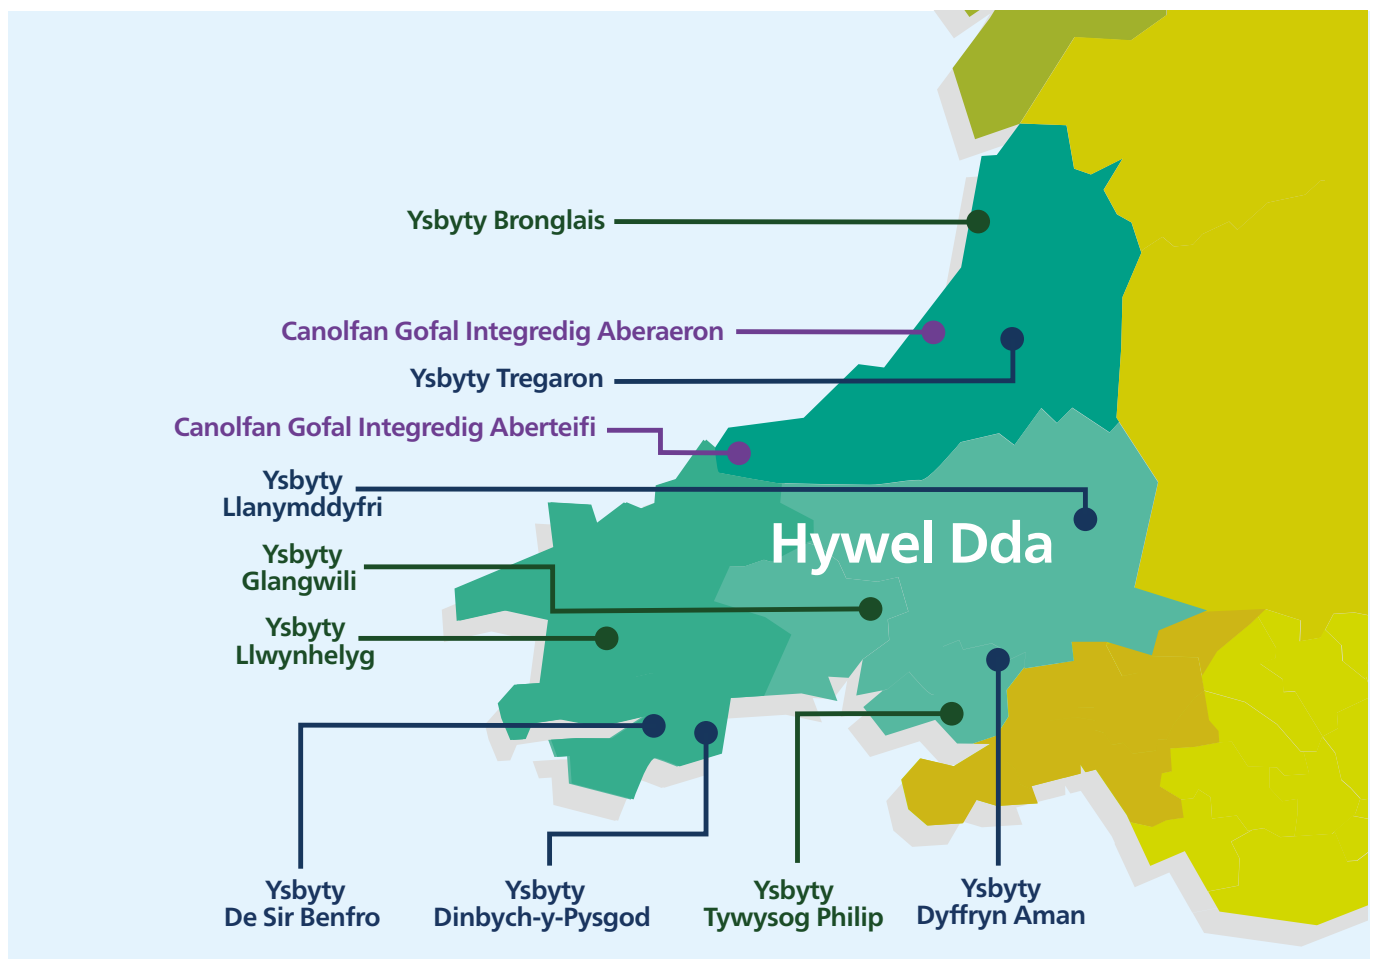 Ysbyty Bronglais
Canolfan Gofal Integredig Aberaeron
Ysbyty Tregaron
Canolfan Gofal Integredig Aberteifi
Ysbyty
Llanymddyfri
Hywel Dda
Ysbyty
Glangwili
Ysbyty
Llwynhelyg
Ysbyty
De Sir Benfro
Ysbyty
Dinbych-y-Pysgod
Ysbyty
Tywysog Philip
Ysbyty
Dyffryn Aman